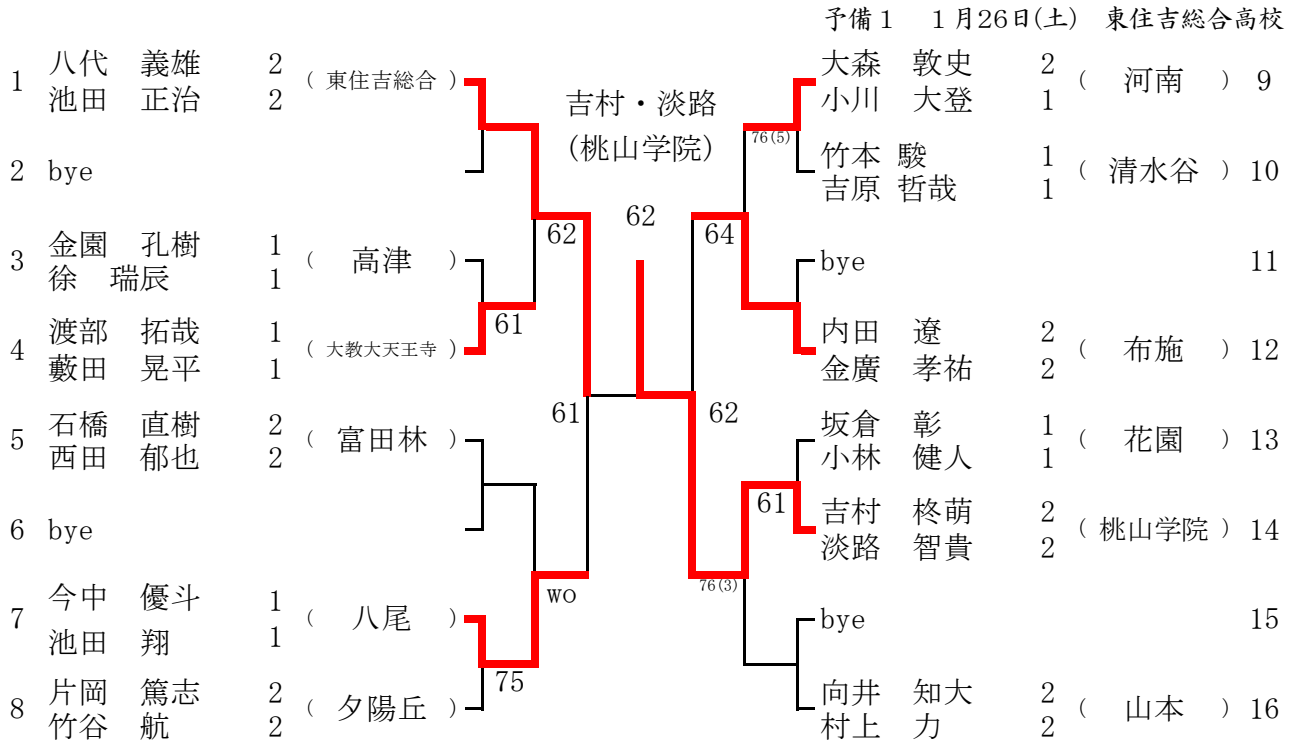 予備１　１月26日(土)　東住吉総合高校
1 八代　義雄 2 （ 東住吉総合 ）
池田　正治 2
2 bye
3 金園　孔樹 1 （ 高津 ）
徐　瑞辰 1
61
4 渡部　拓哉 1 （ 大教大天王寺 ）
藪田　晃平 1
62
5 石橋　直樹 2 （ 富田林 ）
西田　郁也 2
6 bye
7 今中　優斗 1 （ 八尾 ）
池田　翔 1
75
8 片岡　篤志 2 （ 夕陽丘 ）
竹谷　航 2
wo
61
吉村・淡路
(桃山学院)
62
大森　敦史 2 （ 河南 ） 9
小川　大登 1
76(5)
竹本 駿 1 （ 清水谷 ） 10
吉原 哲哉 1
64
bye 11
内田　遼 2 （ 布施 ） 12
金廣　孝祐 2
62
坂倉　彰 1 （ 花園 ） 13
小林　健人 1
61
吉村　柊萌 2 （ 桃山学院 ） 14
淡路　智貴 2
76(3)
bye 15
向井　知大 2 （ 山本 ） 16
村上　力 2